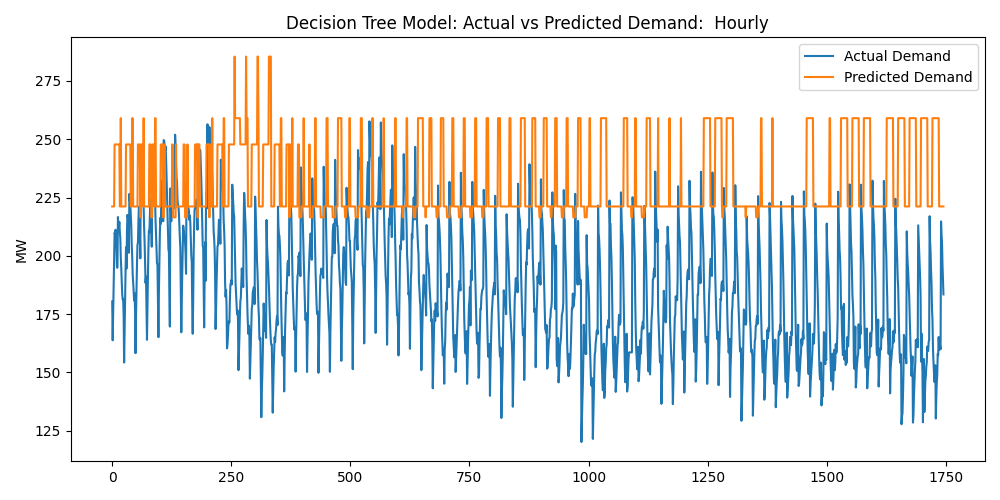 Decision Tree Model: Actual vs Predicted Demand:  Hourly
Actual Demand
Predicted Demand
275
250
225
200
175
150
125
MW
0 250 500 750 1000 1250 1500 1750